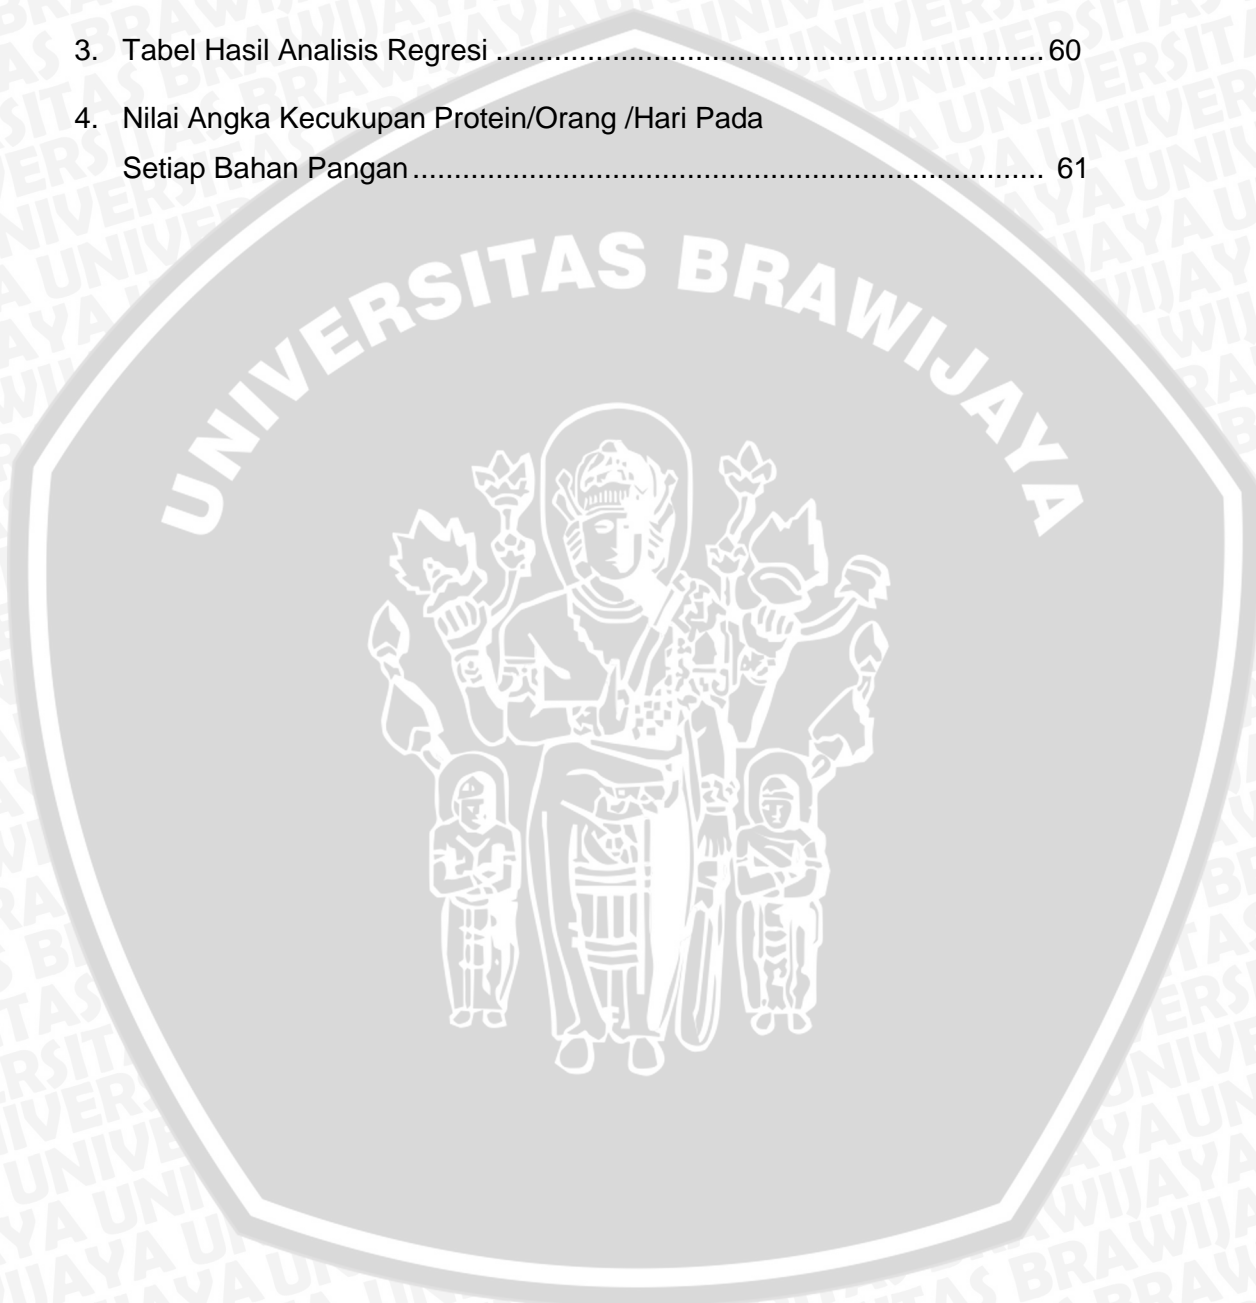 3. Tabel Hasil Analisis Regresi .................................................................. 60
4. Nilai Angka Kecukupan Protein/Orang /Hari Pada
Setiap Bahan Pangan ............................................................................ 61
UNIVERSITAS BRAWIJAYA